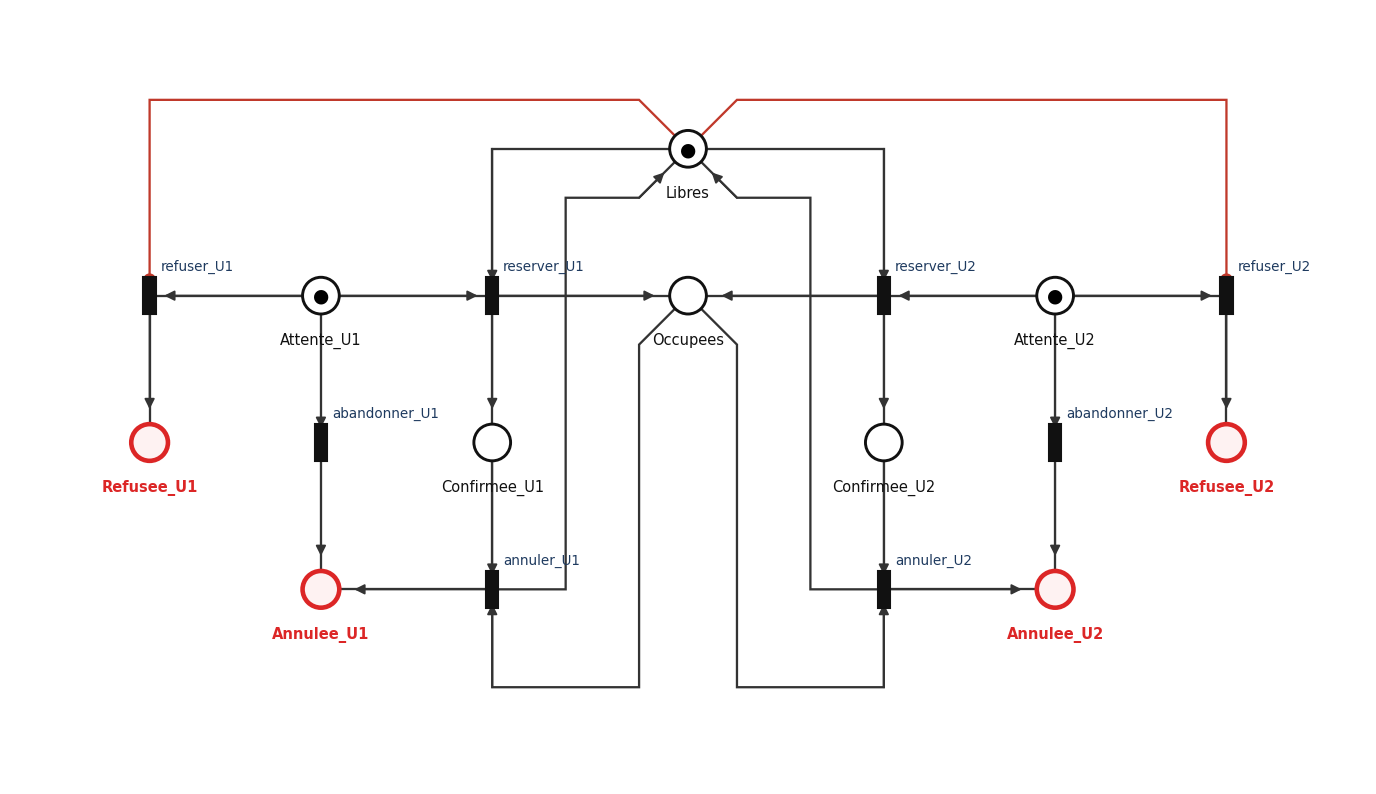 Libres
refuser_U1
reserver_U1
reserver_U2
refuser_U2
Attente_U1
Occupees
Attente_U2
abandonner_U1
abandonner_U2
Refusee_U1
Confirmee_U1
Confirmee_U2
Refusee_U2
annuler_U1
annuler_U2
Annulee_U1
Annulee_U2